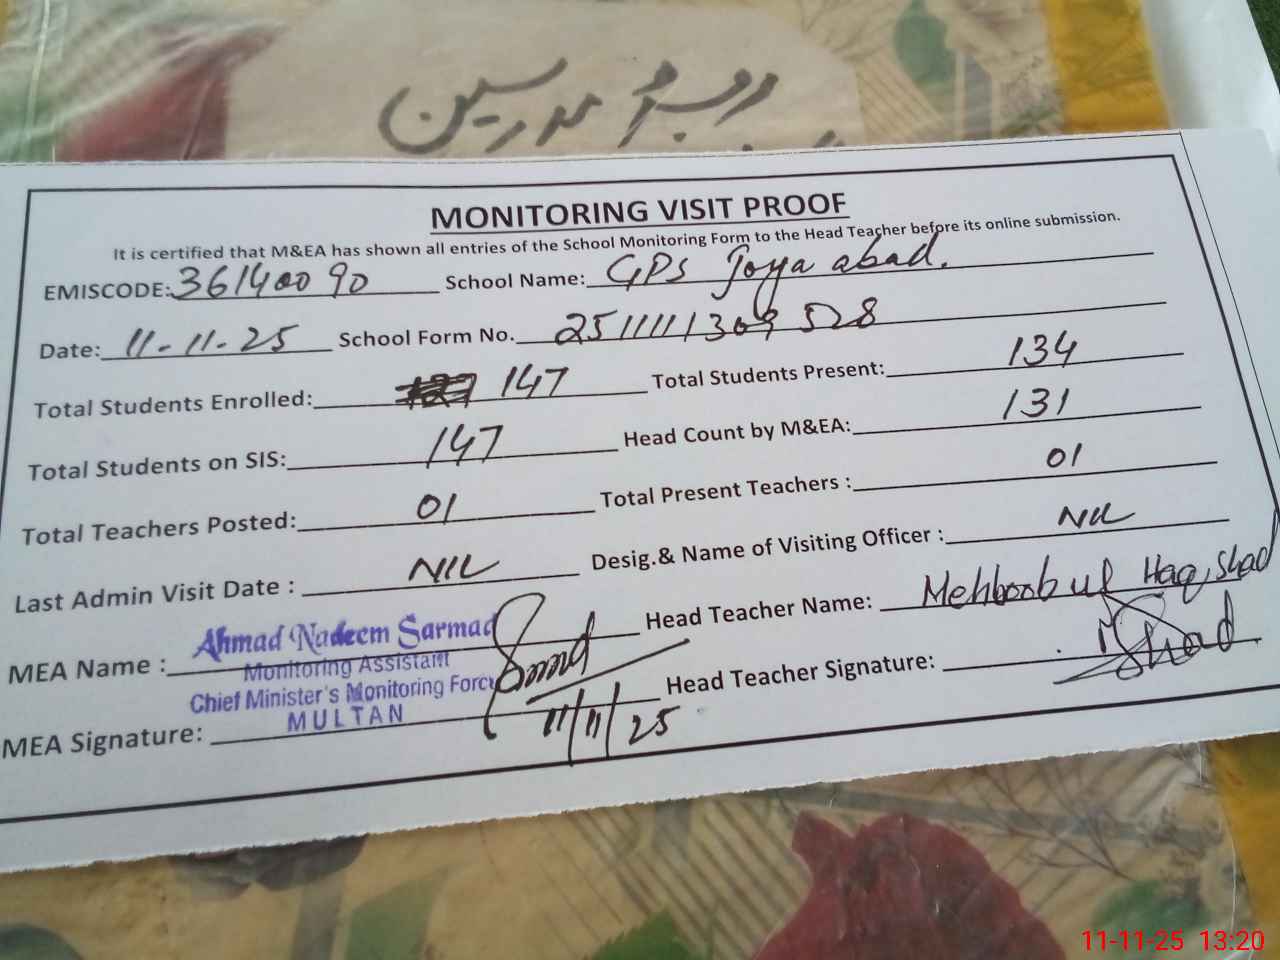 رجسٹر مدرسین
MONITORING VISIT PROOF
It is certified that M&EA has shown all entries of the School Monitoring Form to the Head Teacher before its online submission.
EMISCODE: 36140090 School Name: GPS Joyya abad.
Date: 11-11-25 School Form No. 2511111309528
Total Students Enrolled: 147 Total Students Present: 134
Total Students on SIS: 147 Head Count by M&EA: 131
Total Teachers Posted: 01 Total Present Teachers : 01
Last Admin Visit Date : NIL Desig.& Name of Visiting Officer : NIL
MEA Name : Ahmad Nadeem Sarmad Head Teacher Name: Mehboob ul Haq Shad
Monitoring Assistant
Chief Minister's Monitoring Force
MULTAN
MEA Signature: 11/11/25 Head Teacher Signature: Shad
11-11-25 13:20